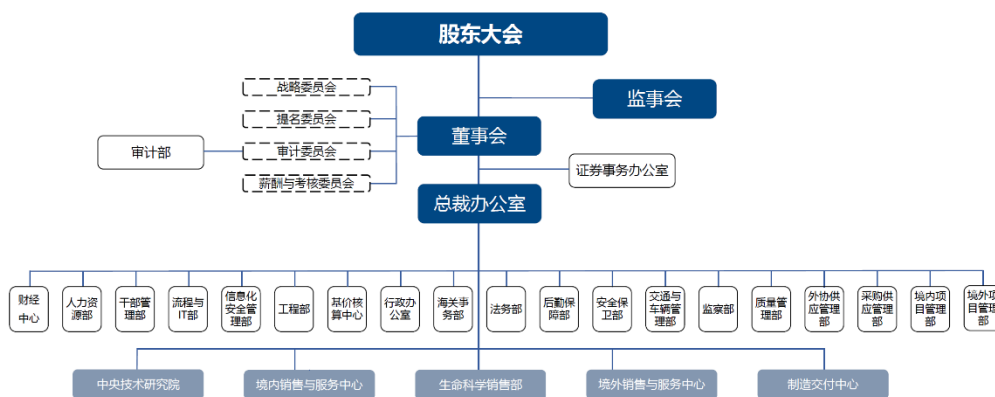 股东大会
战略委员会
监事会
提名委员会
董事会
审计部
审计委员会
证券事务办公室
薪酬与考核委员会
总裁办公室
财经
中心
人力资
源部
干部管
理部
流程与
IT部
信息化
安全管
理部
工程部
基价核
算中心
行政办
公室
海关事
务部
法务部
后勤保
障部
安全保
卫部
交通与
车辆管
理部
监察部
质量管
理部
外协供
应管理
部
采购供
应管理
部
境内项
目管理
部
境外项
目管理
部
中央技术研究院
境内销售与服务中心
生命科学销售部
境外销售与服务中心
制造交付中心